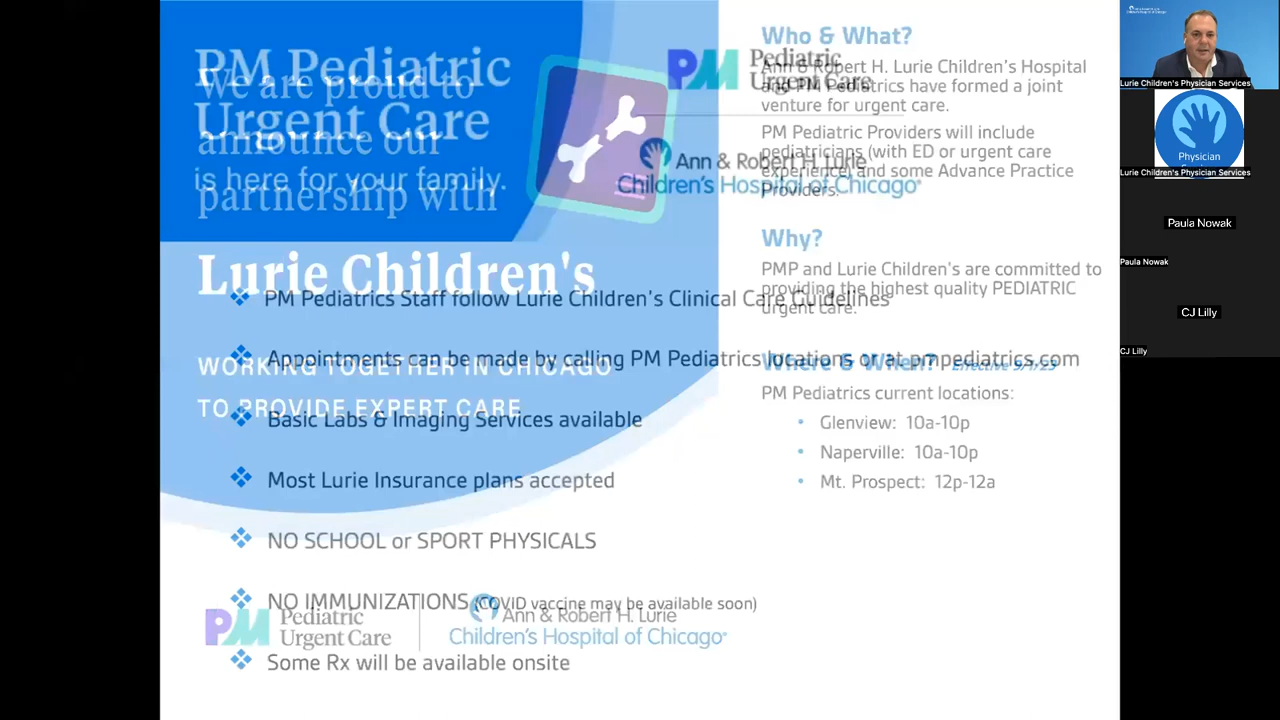 PM Pediatric
Urgent Care
is here for your family.
We are proud to
announce our
partnership with
Lurie Children's
WORKING TOGETHER IN CHICAGO
TO PROVIDE EXPERT CARE
PM Pediatric
Urgent Care
Ann & Robert H. Lurie
Children's Hospital of Chicago®
PM Pediatrics Staff follow Lurie Children's Clinical Care Guidelines
Appointments can be made by calling PM Pediatrics locations or at pmpediatrics.com
Basic Labs & Imaging Services available
Most Lurie Insurance plans accepted
NO SCHOOL or SPORT PHYSICALS
NO IMMUNIZATIONS (COVID vaccine may be available soon)
Some Rx will be available onsite
PM Pediatric
Urgent Care
Ann & Robert H. Lurie
Children's Hospital of Chicago®
Who & What?
Ann & Robert H. Lurie Children's Hospital
and PM Pediatrics have formed a joint
venture for urgent care.
PM Pediatric Providers will include
pediatricians (with ED or urgent care
experience) and some Advance Practice
Providers.
Why?
PMP and Lurie Children's are committed to
providing the highest quality PEDIATRIC
urgent care.
Where & When? Effective
PM Pediatrics current locations:
• Glenview: 10a-10p
• Naperville: 10a-10p
• Mt. Prospect: 12p-12a
Lurie Children's Physician Services
Physician
Lurie Children's Physician Services
Paula Nowak
Paula Nowak
CJ Lilly
CJ Lilly